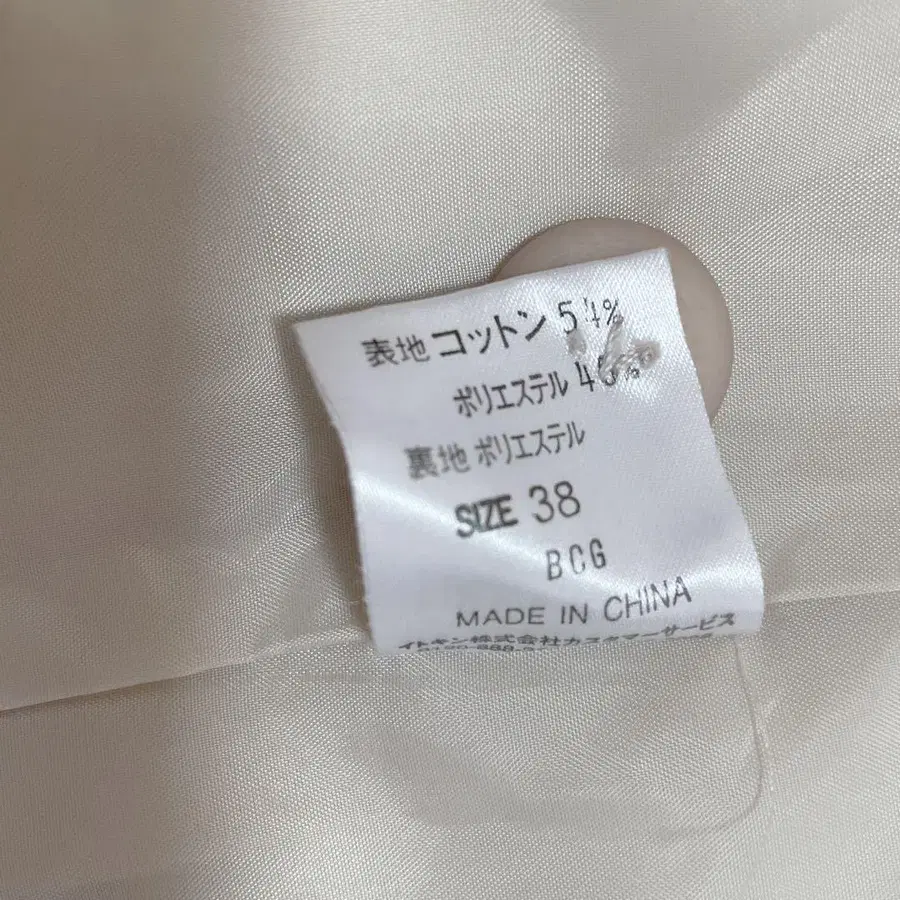 表地 コットン 54%
ポリエステル 46%
裏地 ポリエステル
SIZE 38
BCG
MADE IN CHINA
イトキン株式会社カスタマーサービス